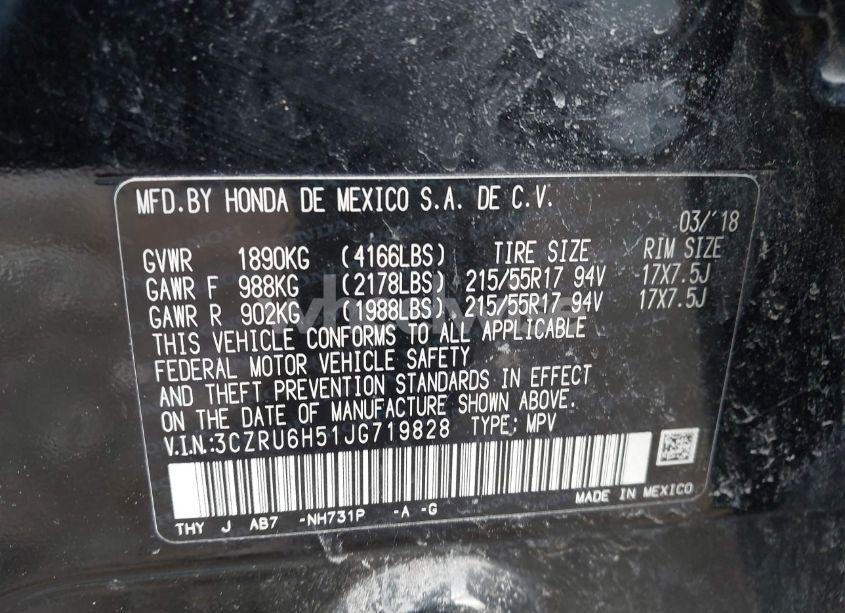 MFD.BY HONDA DE MEXICO S.A. DE C.V.
03/'18
GVWR 1890KG (4166LBS) TIRE SIZE RIM SIZE
GAWR F 988KG (2178LBS) 215/55R17 94V 17X7.5J
GAWR R 902KG (1988LBS) 215/55R17 94V 17X7.5J
THIS VEHICLE CONFORMS TO ALL APPLICABLE
FEDERAL MOTOR VEHICLE SAFETY
AND THEFT PREVENTION STANDARDS IN EFFECT
ON THE DATE OF MANUFACTURE SHOWN ABOVE.
V.I.N.:3CZRU6H51JG719828 TYPE: MPV
MADE IN MEXICO
THY J AB7 -NH731P -A -G